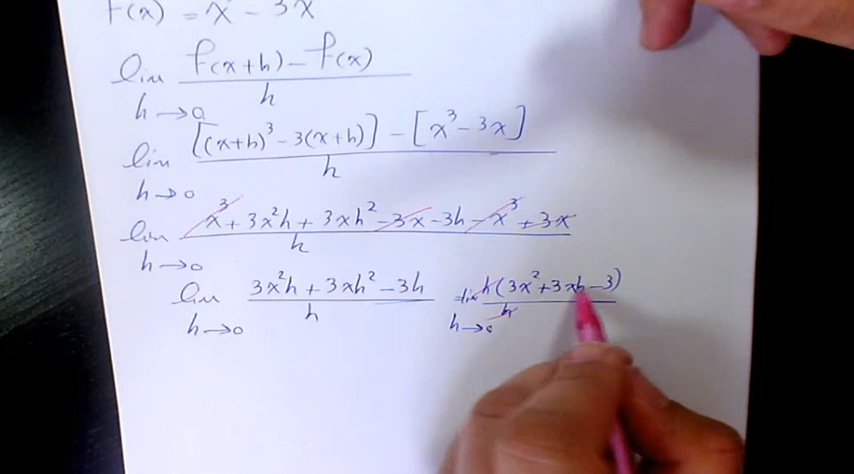 f(x) = x - 3x
lim f(x+h) - f(x) / h
h→0
lim [(x+h)³ - 3(x+h)] - [x³ - 3x] / h
h→0
lim x³ + 3x²h + 3xh² - 3x - 3h - x³ + 3x / h
h→0
lim 3x²h + 3xh² - 3h / h lim h(3x² + 3xh - 3) / h
h→0 h→0